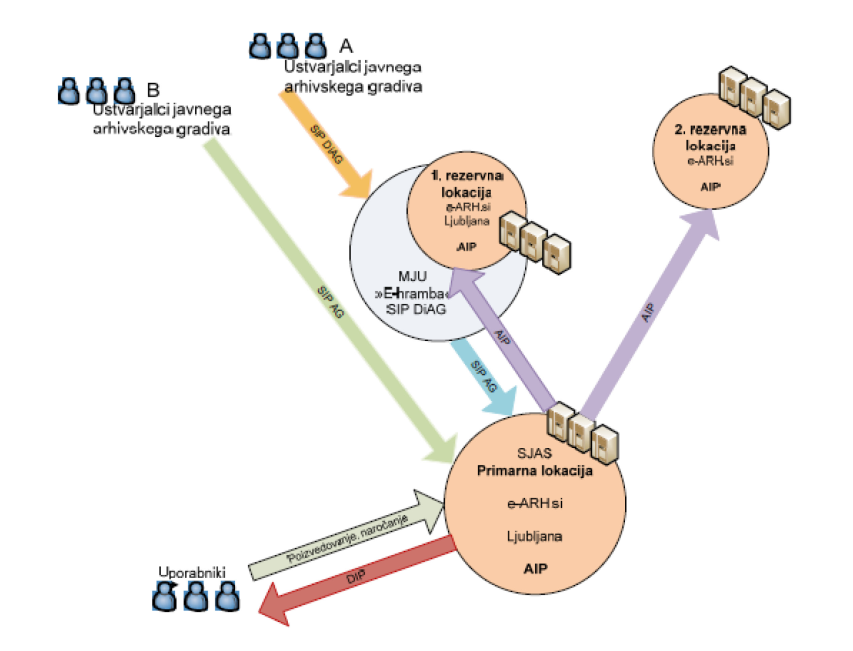 A
Ustvarjalci javnega
arhivskega gradiva
B
Ustvarjalci javnega
arhivskega gradiva
SIP DiAG
1. rezervna
lokacija
e-ARH.si
Ljubljana
AIP
2. rezervna
lokacija
e-ARH.si
AIP
MJU
»E-hramba«
SIP DiAG
SIP AG
AIP
AIP
SIP AG
SJAS
Primarna lokacija
e-ARH.si
Ljubljana
AIP
Poizvedovanje, naročanje
DIP
Uporabniki